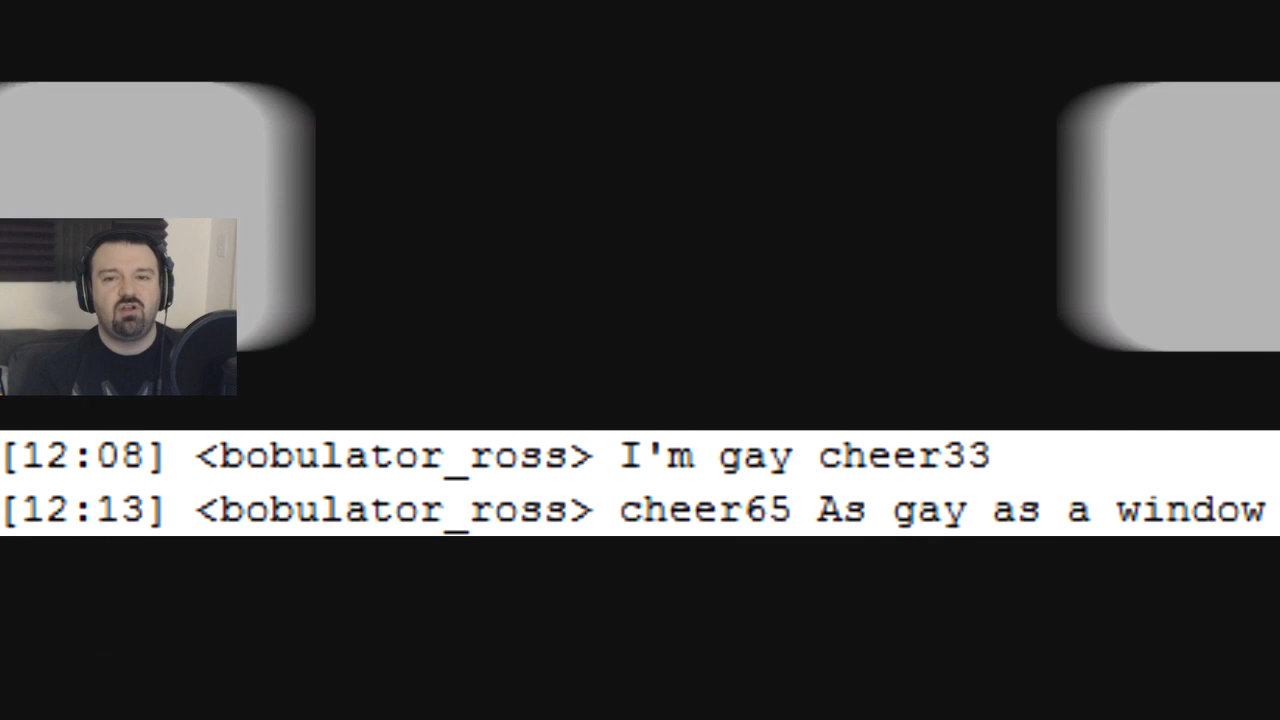 [12:08] <bobulator_ross> I'm gay cheer33
[12:13] <bobulator_ross> cheer65 As gay as a window